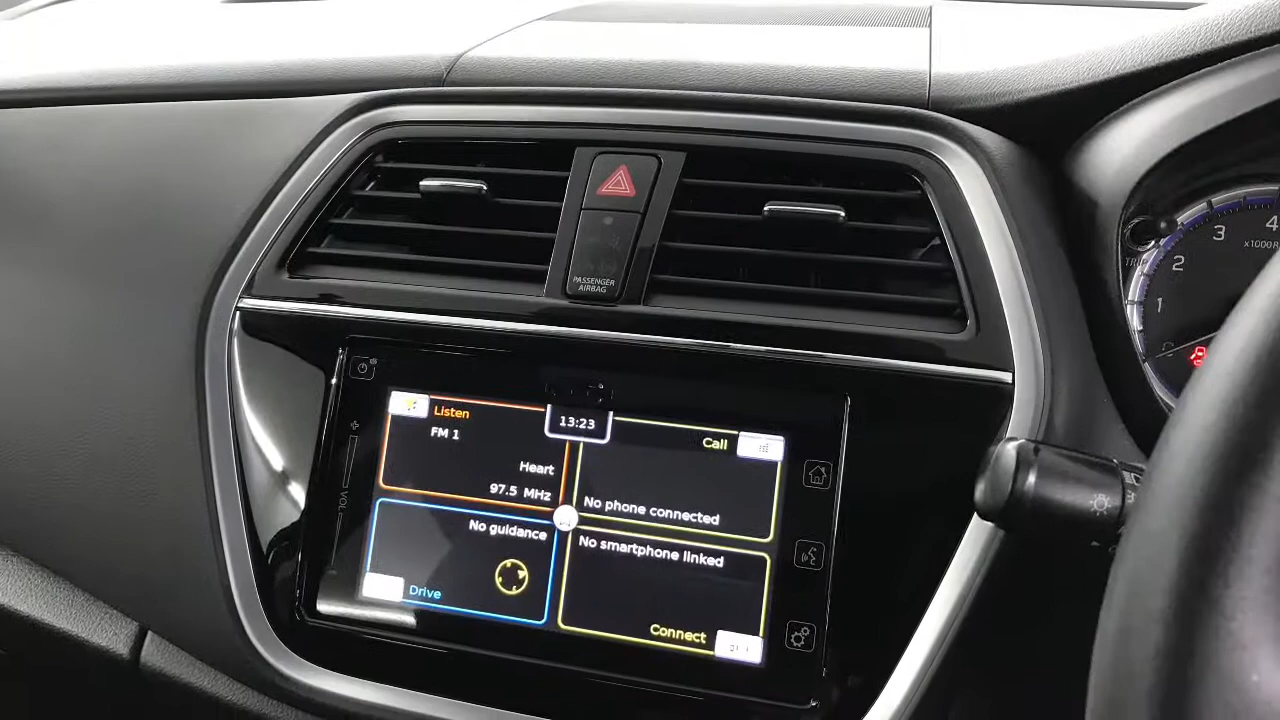 PASSENGER
AIRBAG
Listen
FM 1
Heart
97.5 MHz
13:23
Call
No phone connected
No guidance
Drive
No smartphone linked
Connect
VOL
1
2
3
4
x1000R